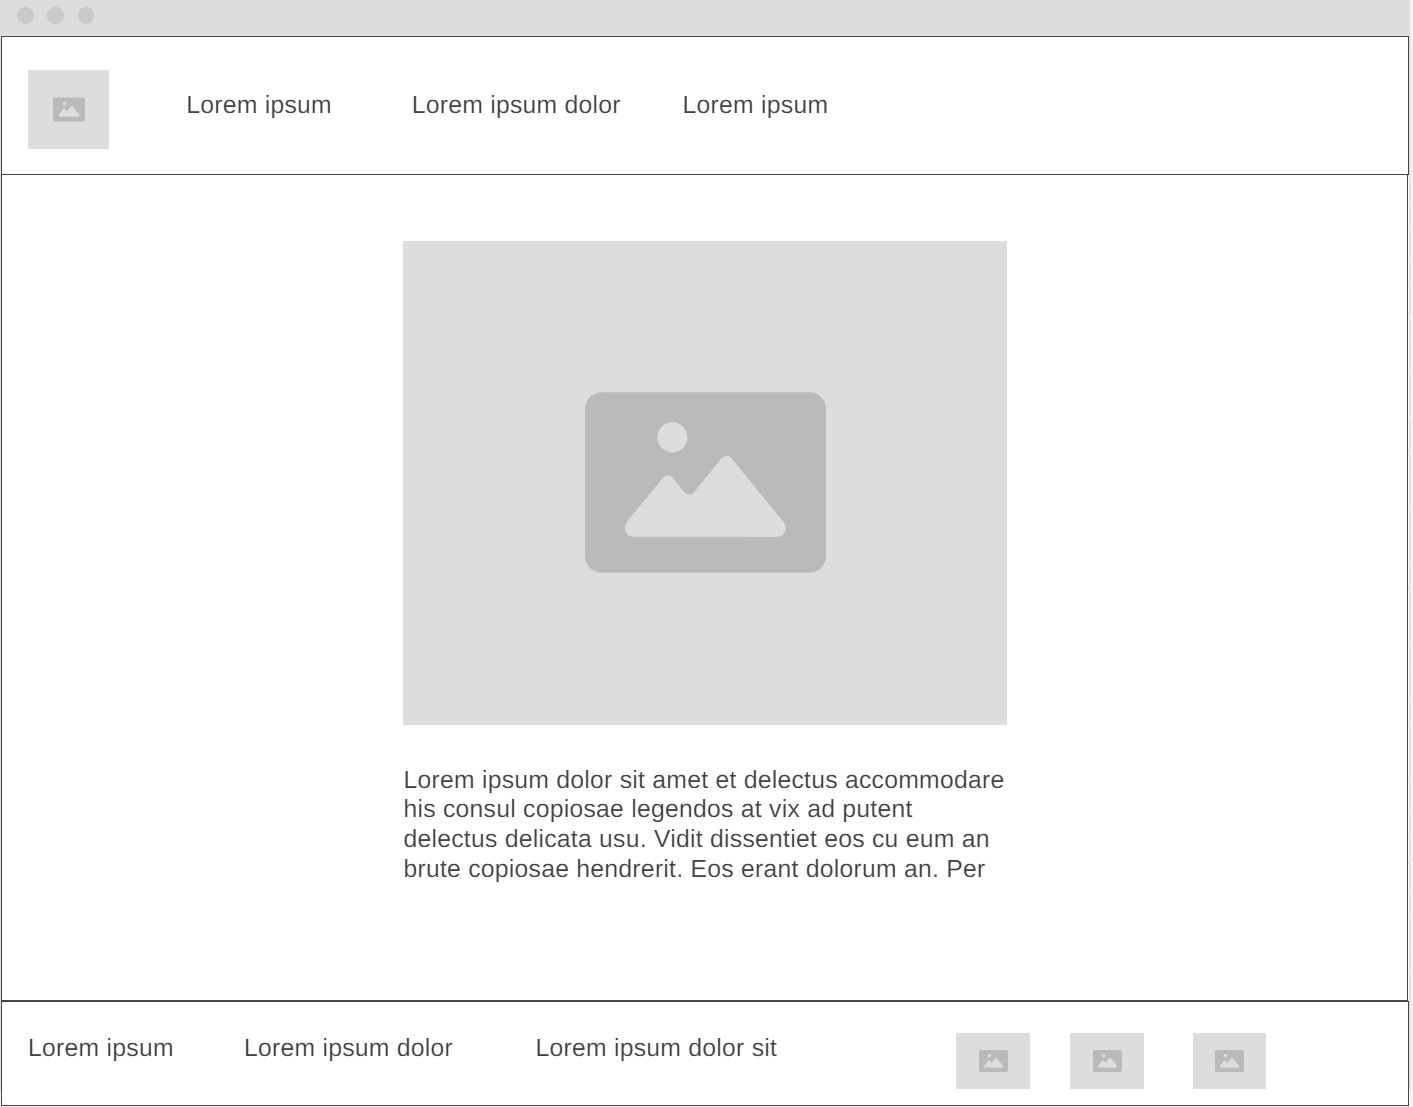 Lorem ipsum
Lorem ipsum dolor
Lorem ipsum
Lorem ipsum dolor sit amet et delectus accommodare
his consul copiosae legendos at vix ad putent
delectus delicata usu. Vidit dissentiet eos cu eum an
brute copiosae hendrerit. Eos erant dolorum an. Per
Lorem ipsum
Lorem ipsum dolor
Lorem ipsum dolor sit